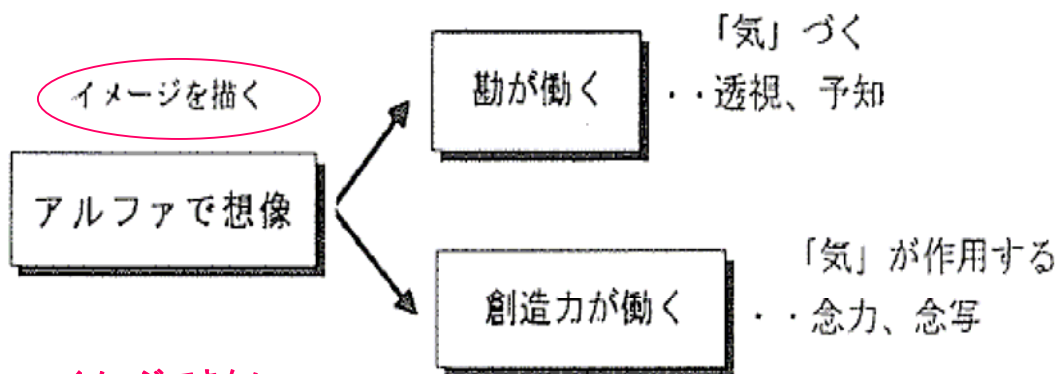 イメージを描く
アルファで想像
勘が働く
「気」づく
・・透視、予知
創造力が働く
「気」が作用する
・・念力、念写